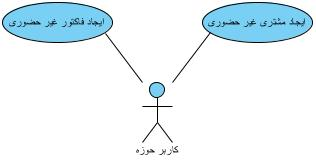 ایجاد مشتری غیر حضوری
ایجاد فاکتور غیر حضوری
کاربر حوزه